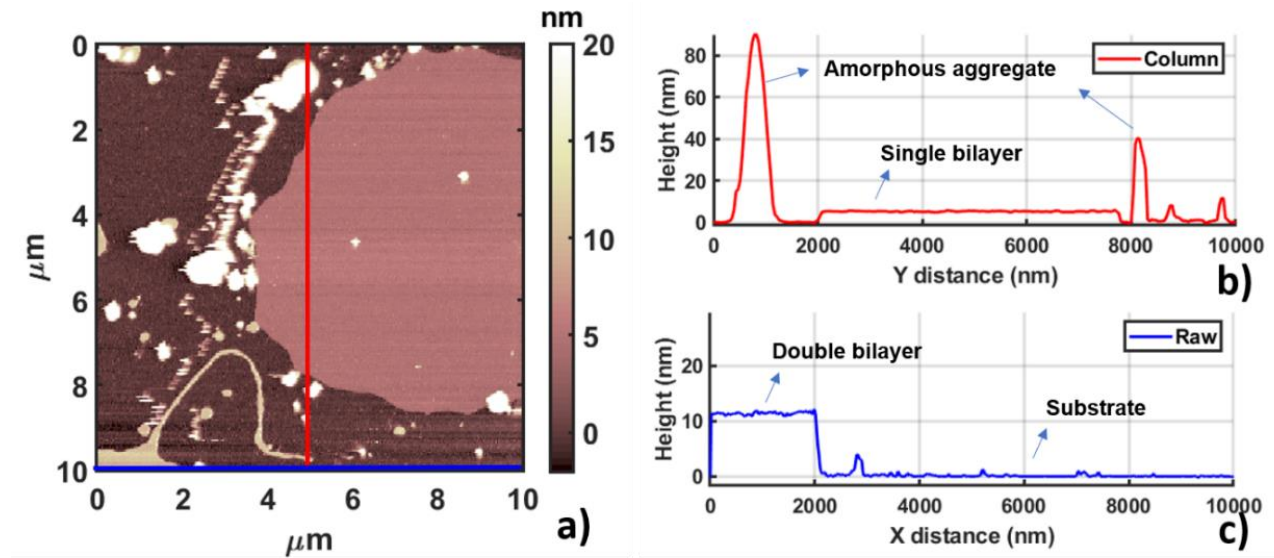 nm
0
2
4
6
8
10
μm
0
2
4
6
8
10
μm
20
15
10
5
0
a)
80
60
40
20
0
Height (nm)
Column
Amorphous aggregate
Single bilayer
0
2000
4000
6000
8000
10000
Y distance (nm)
b)
20
10
0
Height (nm)
Raw
Double bilayer
Substrate
0
2000
4000
6000
8000
10000
X distance (nm)
c)